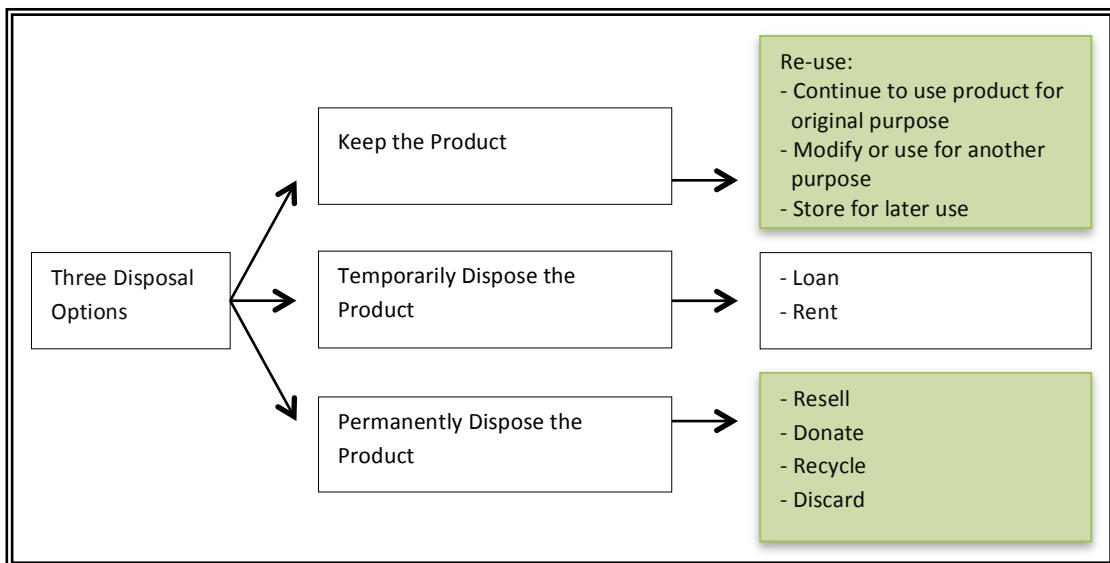 Three Disposal
Options
Keep the Product
Re-use:
- Continue to use product for
original purpose
- Modify or use for another
purpose
- Store for later use
Temporarily Dispose the
Product
- Loan
- Rent
Permanently Dispose the
Product
- Resell
- Donate
- Recycle
- Discard